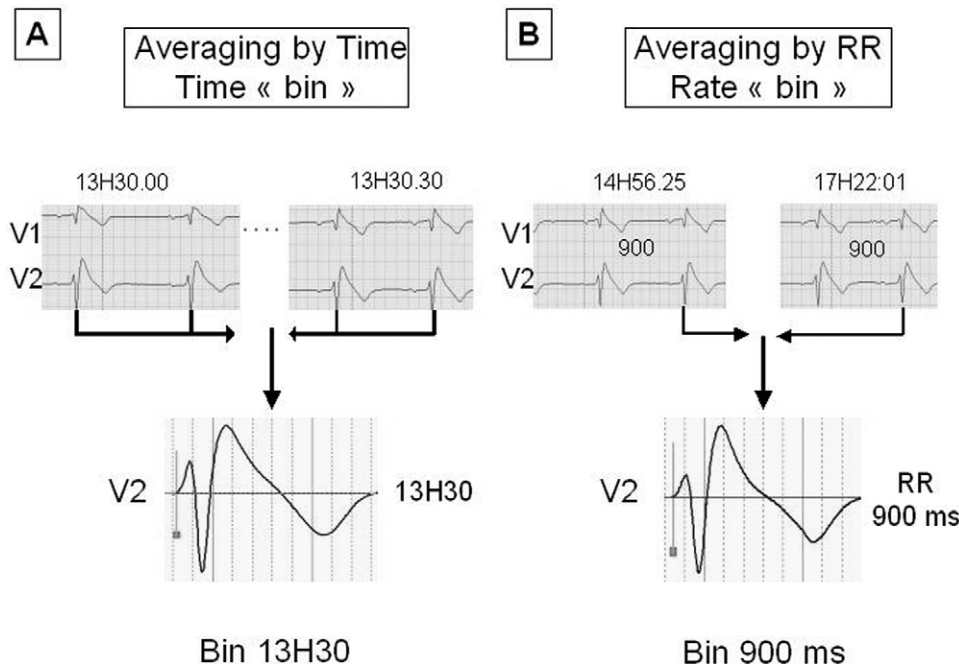 A
Averaging by Time
Time « bin »
13H30.00
13H30.30
V1
V2
V2
13H30
Bin 13H30
B
Averaging by RR
Rate « bin »
14H56.25
17H22:01
V1
900
900
V2
V2
RR
900 ms
Bin 900 ms